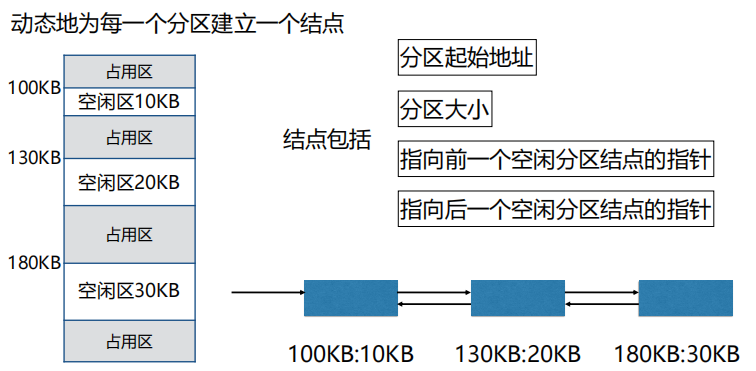 动态地为每一个分区建立一个结点
占用区
100KB
空闲区10KB
占用区
130KB
空闲区20KB
占用区
180KB
空闲区30KB
占用区
结点包括
分区起始地址
分区大小
指向前一个空闲分区结点的指针
指向后一个空闲分区结点的指针
100KB:10KB
130KB:20KB
180KB:30KB